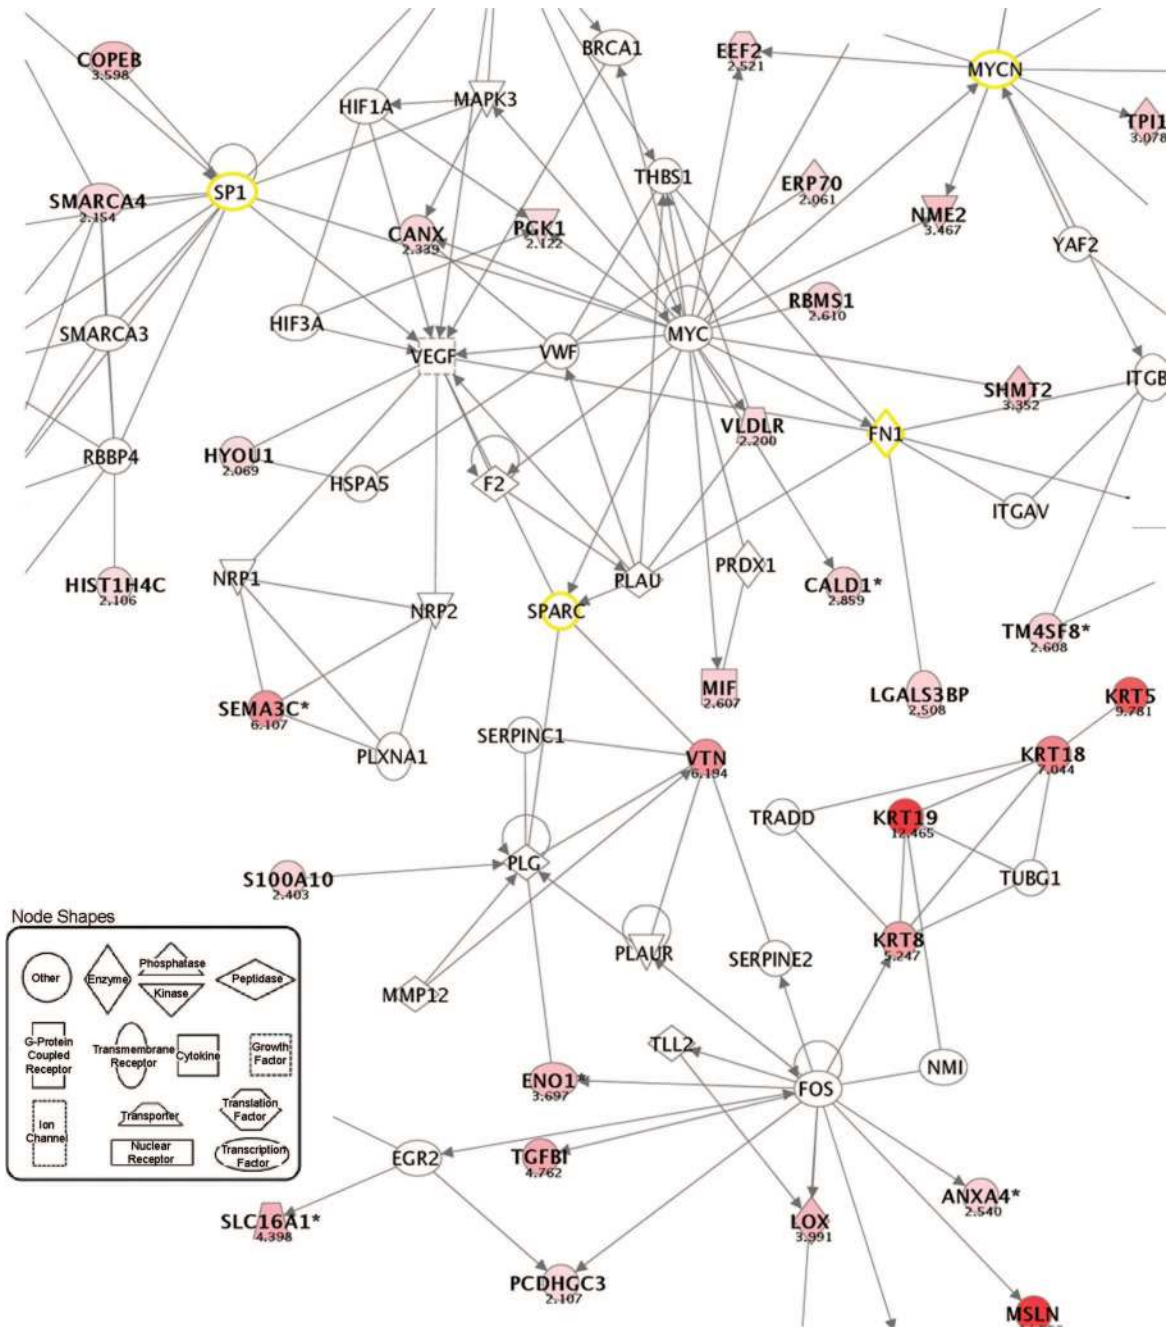 BRCA1
EEF2
2.521
COPEB
3.598
MYCN
HIF1A
MAPK3
TPI1
3.078
THBS1
ERP70
2.061
SP1
SMARCA4
2.154
NME2
3.467
CANX
2.339
PGK1
2.122
YAF2
RBMS1
2.610
SMARCA3
HIF3A
MYC
VEGF
VWF
ITGB
SHMT2
3.352
VLDLR
2.200
FN1
RBBP4
HYOU1
2.069
HSPA5
F2
ITGAV
HIST1H4C
2.106
NRP1
PLAU
PRDX1
CALD1*
2.859
NRP2
SPARC
TM4SF8*
2.608
MIF
2.607
LGALS3BP
2.508
KRT5
9.781
SEMA3C*
6.107
SERPINC1
PLXNA1
VTN
6.194
KRT18
7.044
TRADD
KRT19
12.465
PLG
S100A10
2.403
TUBG1
Node Shapes
KRT8
5.247
PLAUR
SERPINE2
Other
Enzyme
Phosphatase
Kinase
Peptidase
MMP12
G-Protein
Coupled
Receptor
Transmembrane
Receptor
Cytokine
Growth
Factor
TLL2
NMI
ENO1*
3.697
FOS
Ion
Channel
Transporter
Translation
Factor
Nuclear
Receptor
Transcription
Factor
EGR2
TGFBI
4.762
ANXA4*
2.540
SLC16A1*
4.398
LOX
3.991
PCDHGC3
2.107
MSLN